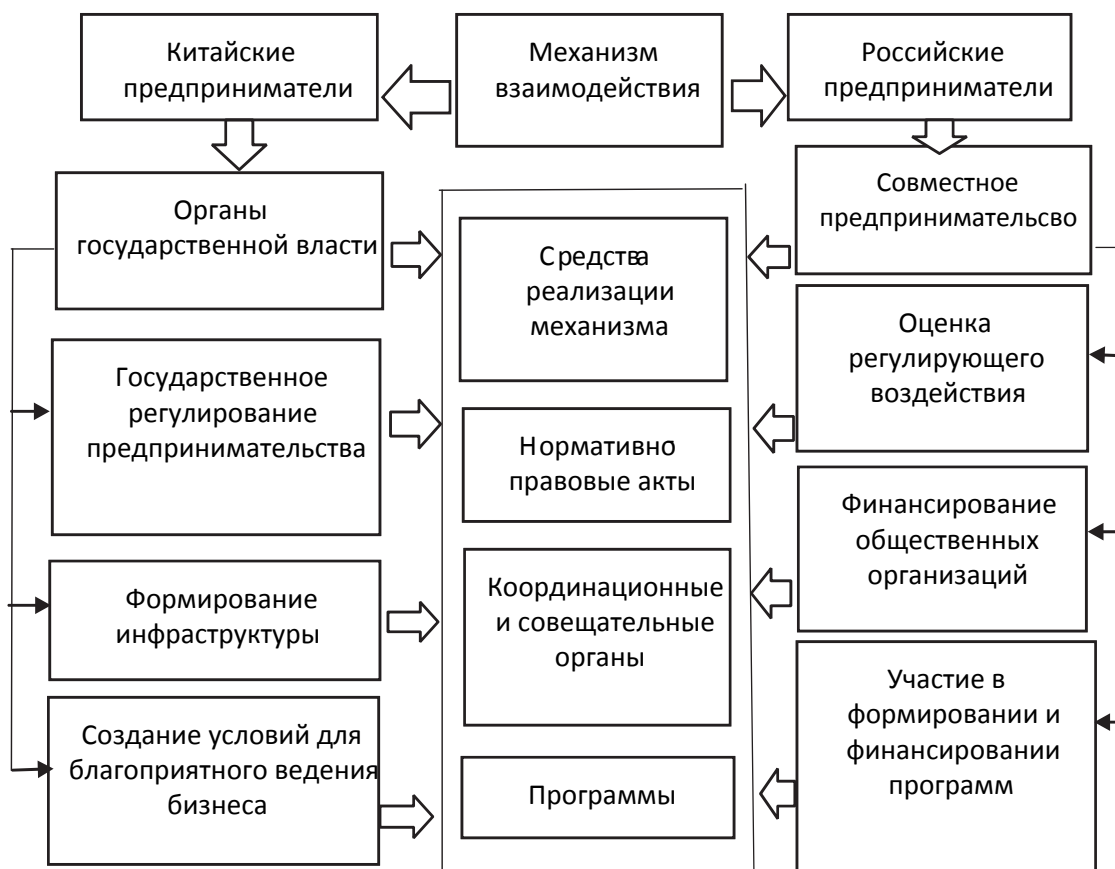 Китайские
предприниматели
Механизм
взаимодействия
Российские
предприниматели
Органы
государственной власти
Средства
реализации
механизма
Совместное
предпринимательсво
Государственное
регулирование
предпринимательства
Нормативно
правовые акты
Оценка
регулирующего
воздействия
Формирование
инфраструктуры
Координационные
и совещательные
органы
Финансирование
общественных
организаций
Создание условий для
благоприятного ведения
бизнеса
Программы
Участие в
формировании и
финансировании
программ